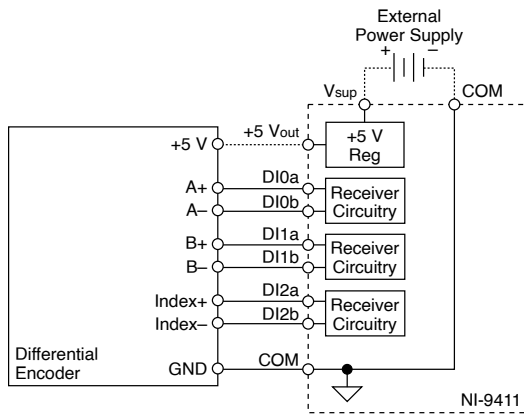 External
Power Supply
+ −
Vsup COM
+5 V +5 Vout +5 V
Reg
A+ DI0a Receiver
A− DI0b Circuitry
B+ DI1a Receiver
B− DI1b Circuitry
Index+ DI2a Receiver
Index− DI2b Circuitry
Differential
Encoder
GND COM
NI-9411